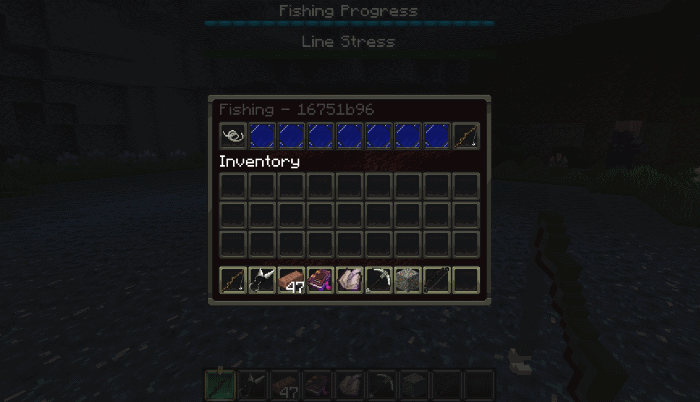 Fishing Progress
Line Stress
Fishing - 16751b96
Inventory
47
47